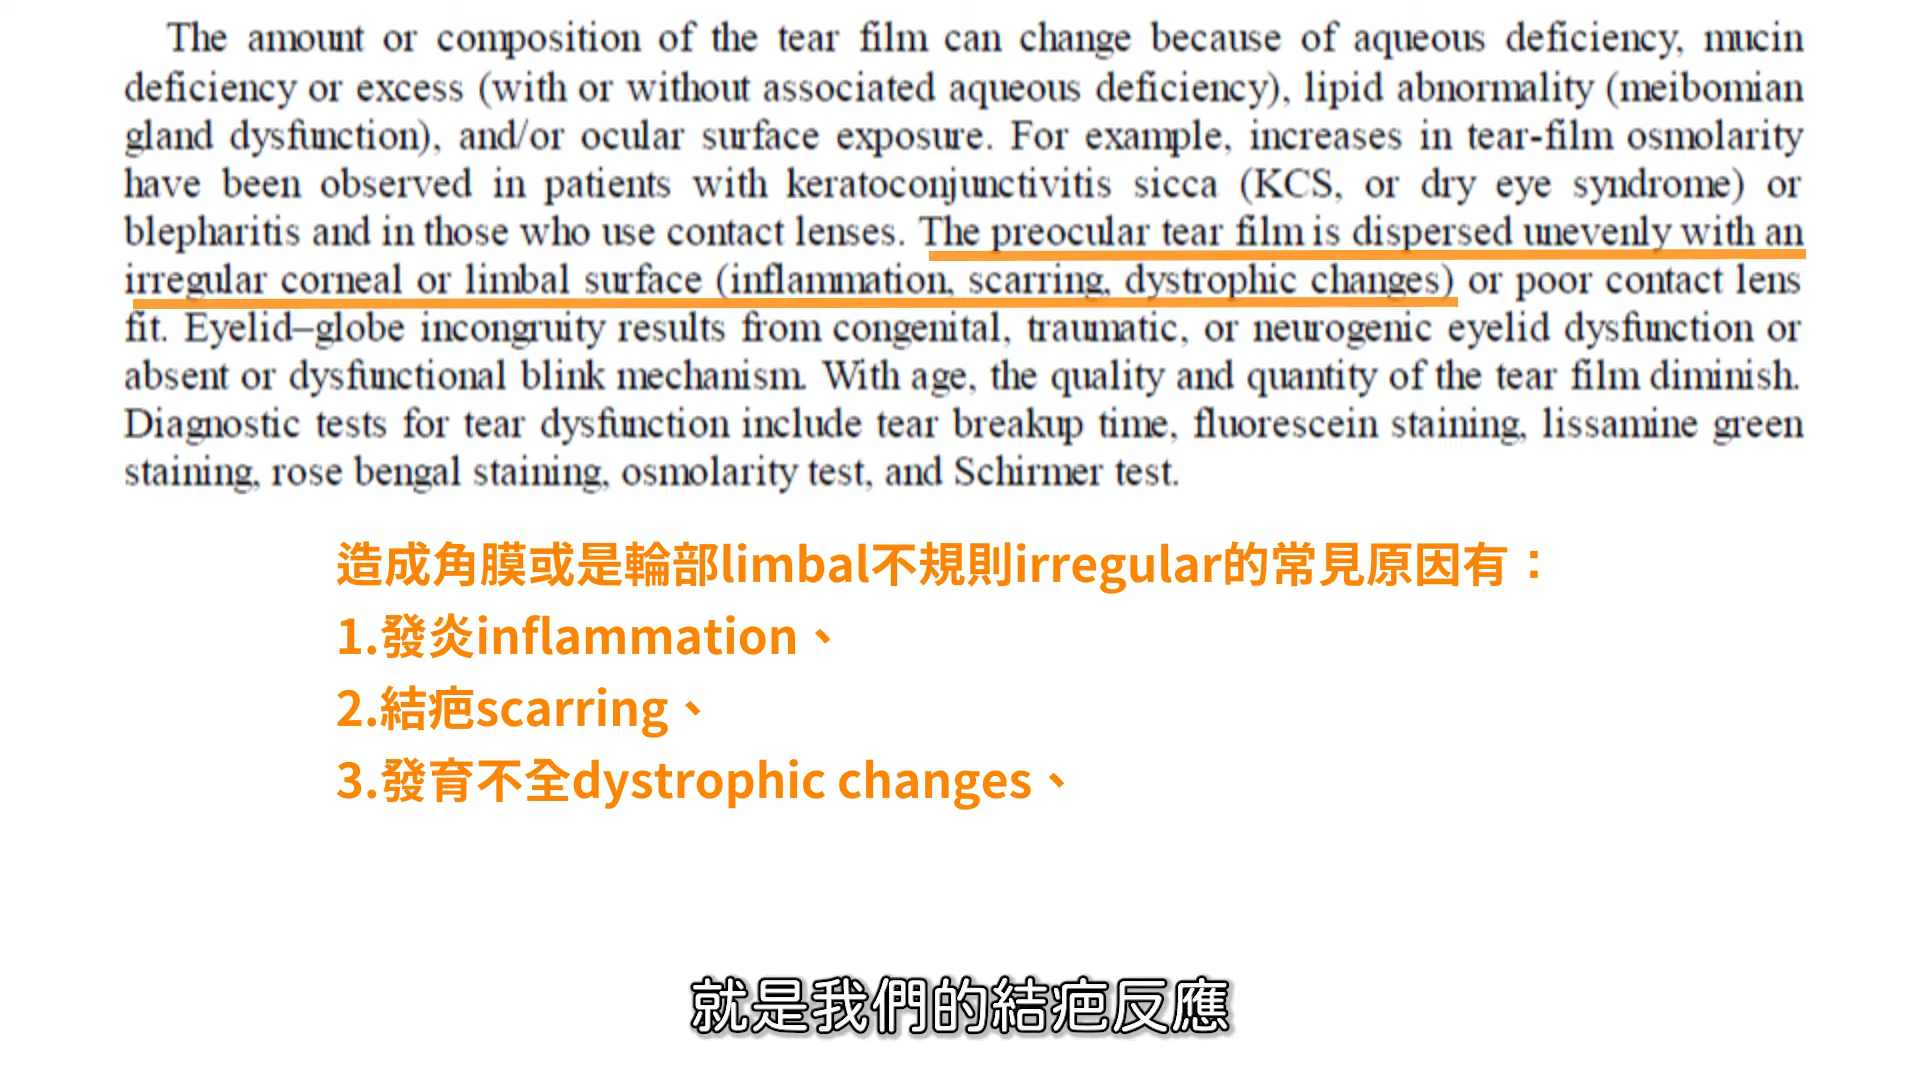 The amount or composition of the tear film can change because of aqueous deficiency, mucin
deficiency or excess (with or without associated aqueous deficiency), lipid abnormality (meibomian
gland dysfunction), and/or ocular surface exposure. For example, increases in tear-film osmolarity
have been observed in patients with keratoconjunctivitis sicca (KCS, or dry eye syndrome) or
blepharitis and in those who use contact lenses. The preocular tear film is dispersed unevenly with an
irregular corneal or limbal surface (inflammation, scarring, dystrophic changes) or poor contact lens
fit. Eyelid–globe incongruity results from congenital, traumatic, or neurogenic eyelid dysfunction or
absent or dysfunctional blink mechanism. With age, the quality and quantity of the tear film diminish.
Diagnostic tests for tear dysfunction include tear breakup time, fluorescein staining, lissamine green
staining, rose bengal staining, osmolarity test, and Schirmer test.
造成角膜或是輪部limbal不規則irregular的常見原因有：
1.發炎inflammation、
2.結疤scarring、
3.發育不全dystrophic changes、
就是我們的結疤反應